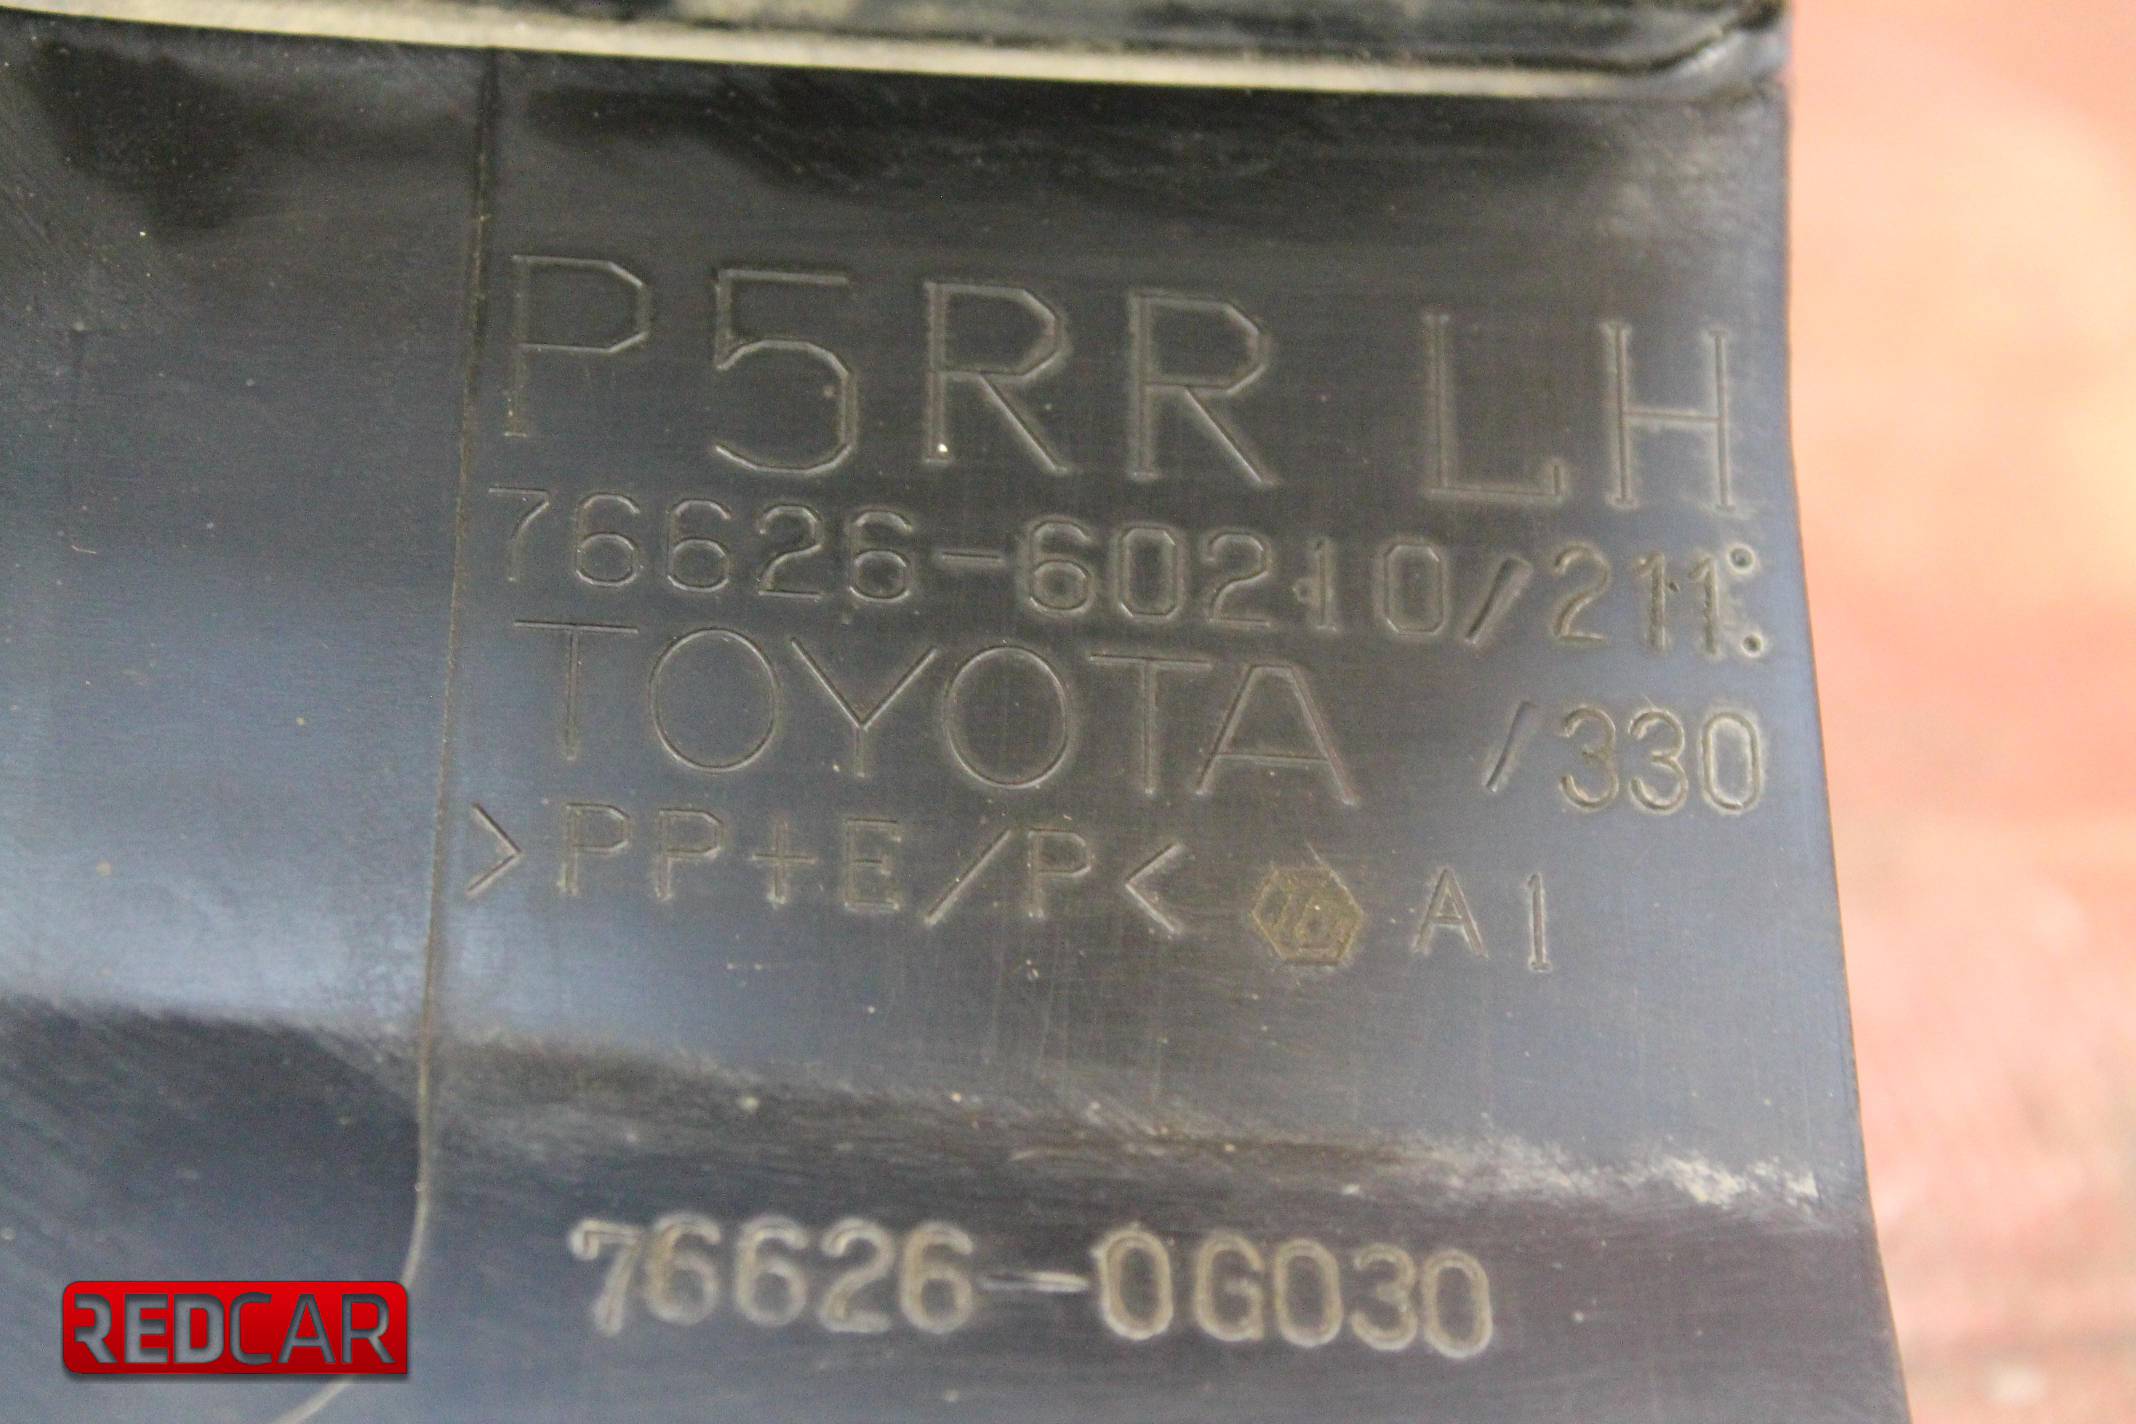 P5RR LH
76626-60210/211
TOYOTA /330
>PP+E/P< A1
76626-0G030
REDCAR